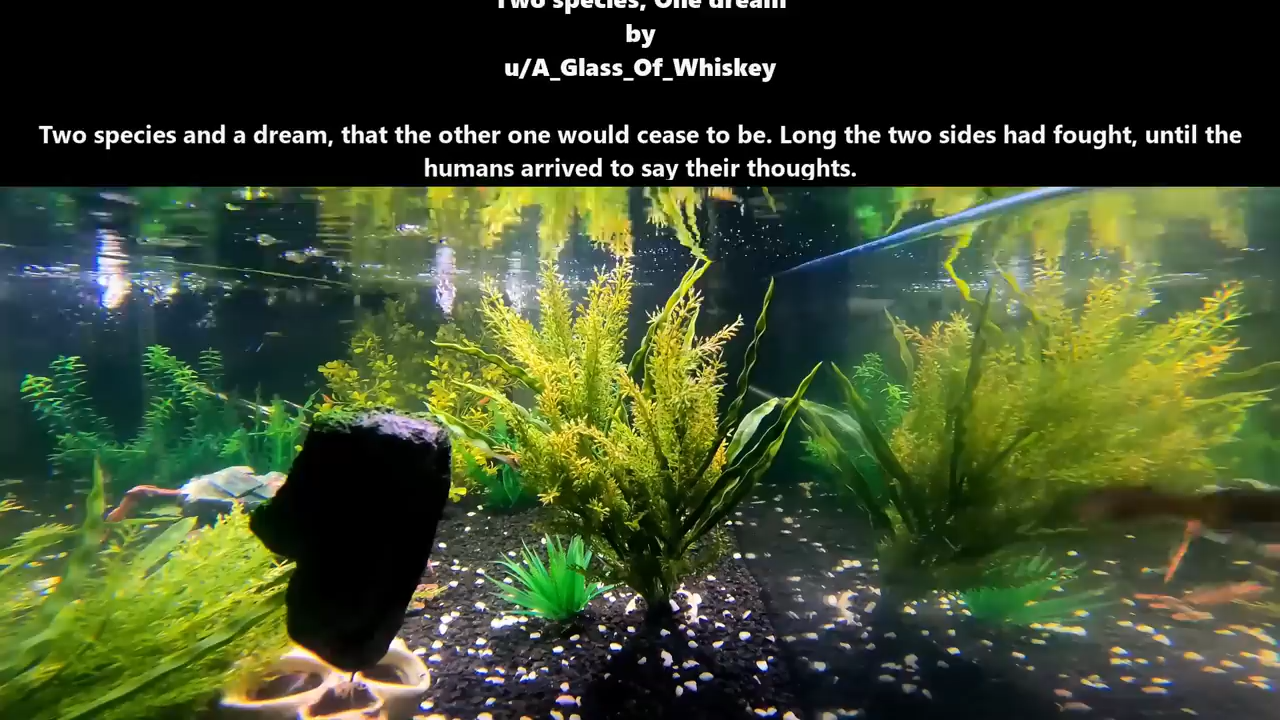 Two species, One dream
by
u/A_Glass_Of_Whiskey
Two species and a dream, that the other one would cease to be. Long the two sides had fought, until the
humans arrived to say their thoughts.